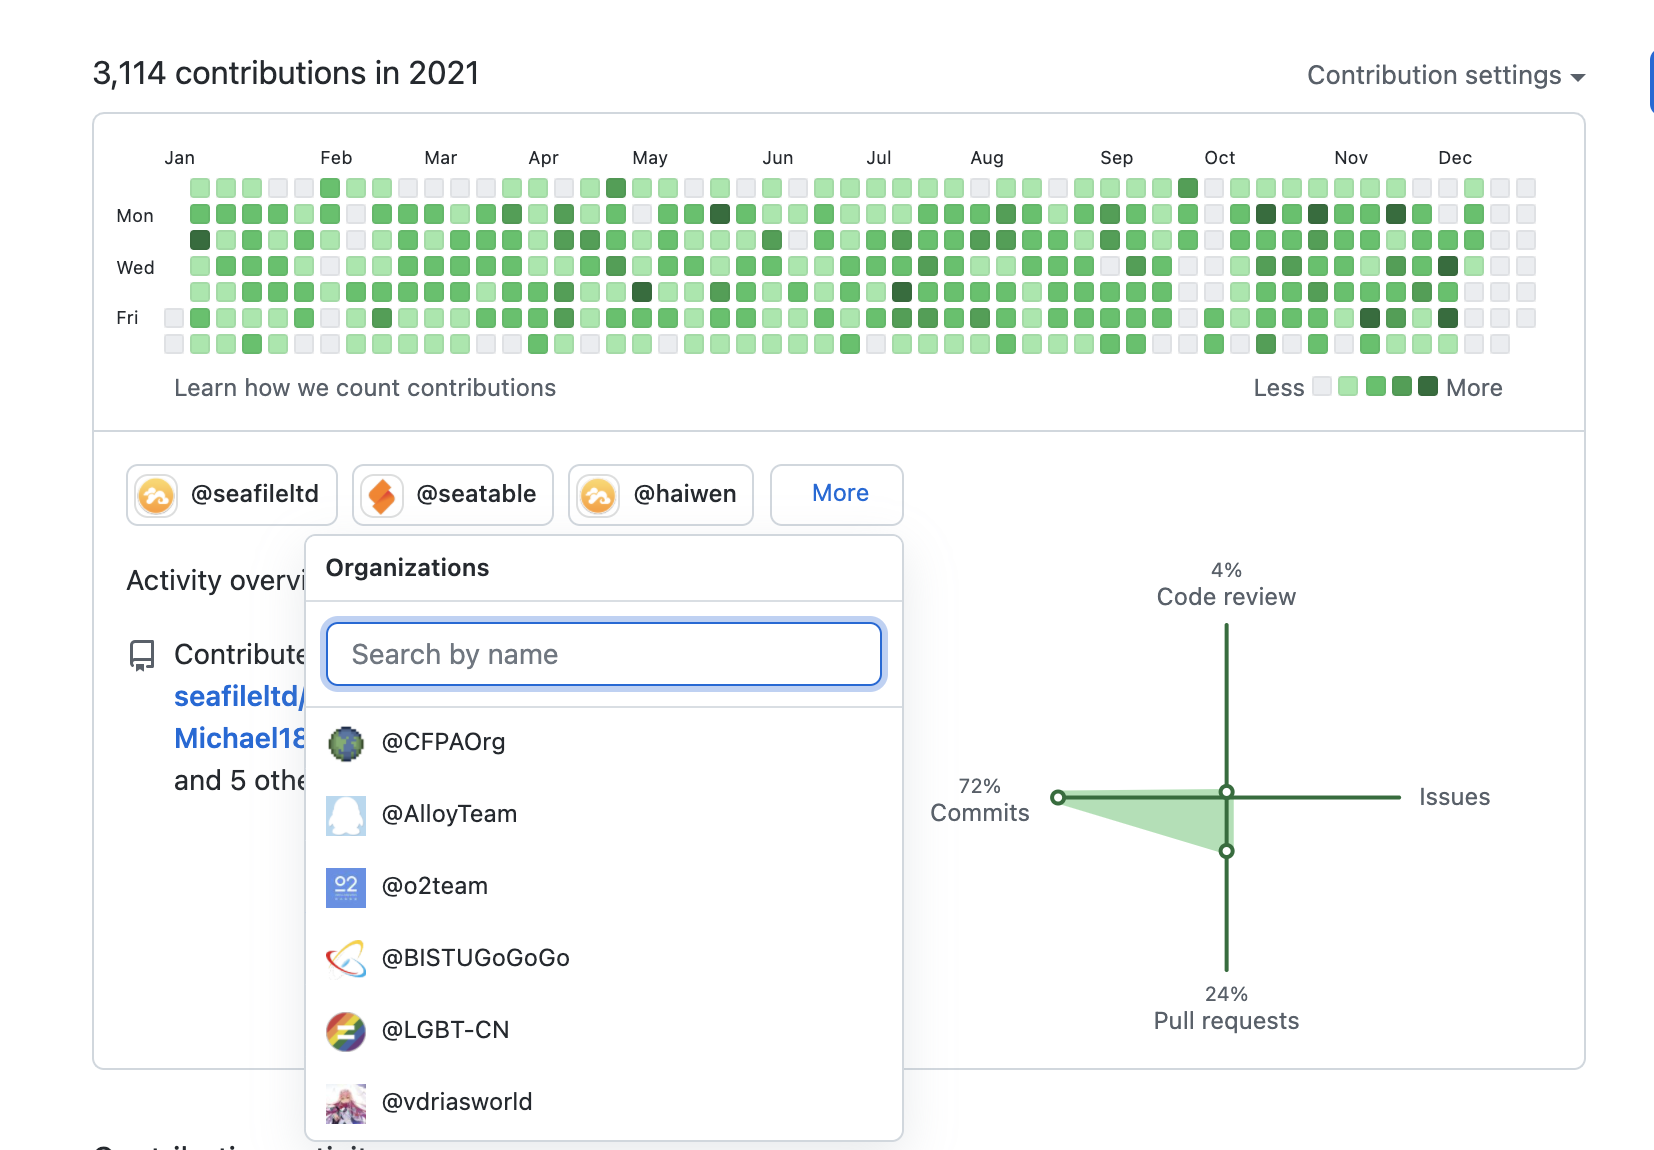 3,114 contributions in 2021
Contribution settings
Jan Feb Mar Apr May Jun Jul Aug Sep Oct Nov Dec
Mon
Wed
Fri
Learn how we count contributions
Less More
@seafileltd @seatable @haiwen More
Organizations
Activity overvi
Search by name
Contribute
seafileltd/
Michael18
and 5 othe
@CFPAOrg
@AlloyTeam
@o2team
@BISTUGoGoGo
@LGBT-CN
@vdriasworld
4%
Code review
72%
Commits
Issues
24%
Pull requests